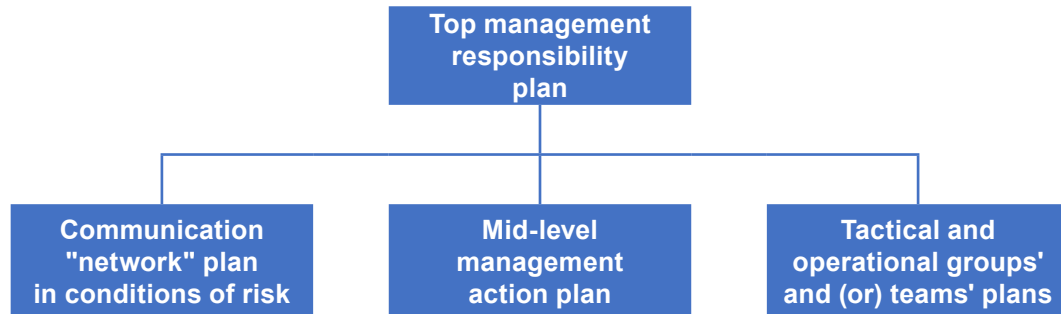 Top management
responsibility
plan
Communication
"network" plan
in conditions of risk
Mid-level
management
action plan
Tactical and
operational groups'
and (or) teams' plans